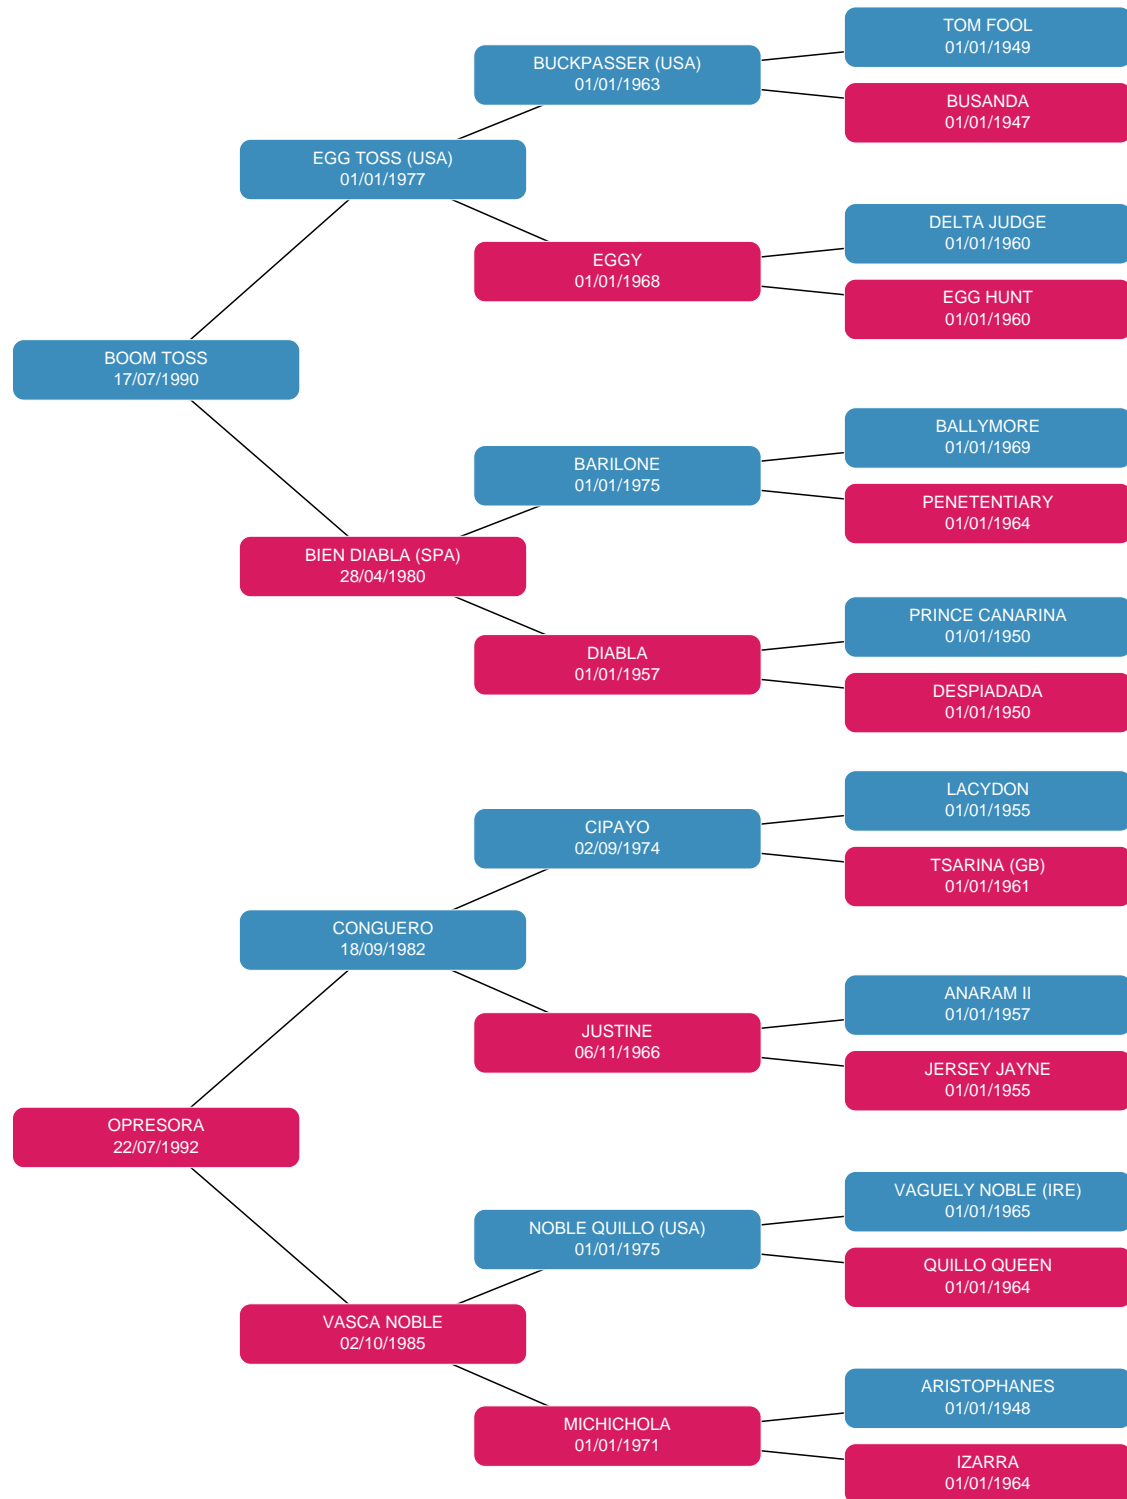 TOM FOOL
01/01/1949
BUCKPASSER (USA)
01/01/1963
BUSANDA
01/01/1947
EGG TOSS (USA)
01/01/1977
DELTA JUDGE
01/01/1960
EGGY
01/01/1968
EGG HUNT
01/01/1960
BOOM TOSS
17/07/1990
BALLYMORE
01/01/1969
BARILONE
01/01/1975
PENETENTIARY
01/01/1964
BIEN DIABLA (SPA)
28/04/1980
PRINCE CANARINA
01/01/1950
DIABLA
01/01/1957
DESPIADADA
01/01/1950
LACYDON
01/01/1955
CIPAYO
02/09/1974
TSARINA (GB)
01/01/1961
CONGUERO
18/09/1982
ANARAM II
01/01/1957
JUSTINE
06/11/1966
JERSEY JAYNE
01/01/1955
OPRESORA
22/07/1992
VAGUELY NOBLE (IRE)
01/01/1965
NOBLE QUILLO (USA)
01/01/1975
QUILLO QUEEN
01/01/1964
VASCA NOBLE
02/10/1985
ARISTOPHANES
01/01/1948
MICHICHOLA
01/01/1971
IZARRA
01/01/1964